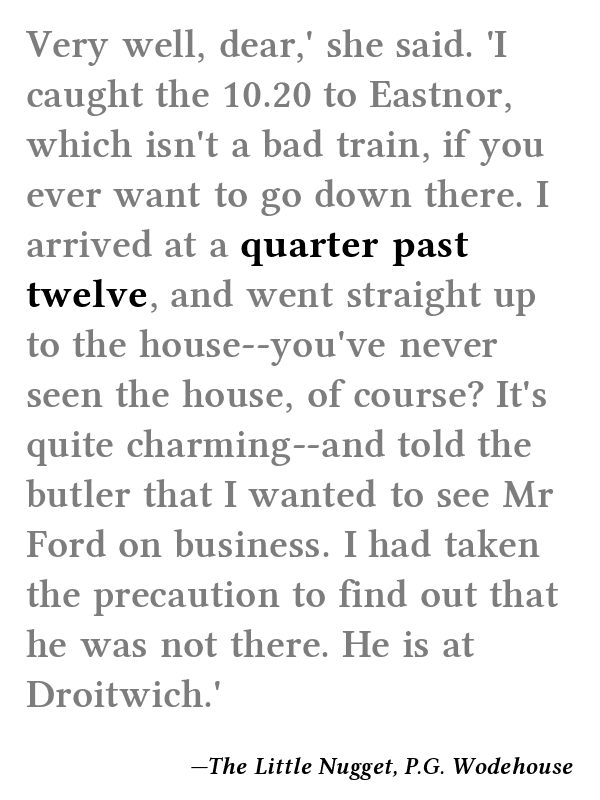 Very well, dear,' she said. 'I
caught the 10.20 to Eastnor,
which isn't a bad train, if you
ever want to go down there. I
arrived at a quarter past
twelve, and went straight up
to the house--you've never
seen the house, of course? It's
quite charming--and told the
butler that I wanted to see Mr
Ford on business. I had taken
the precaution to find out that
he was not there. He is at
Droitwich.'
—The Little Nugget, P.G. Wodehouse